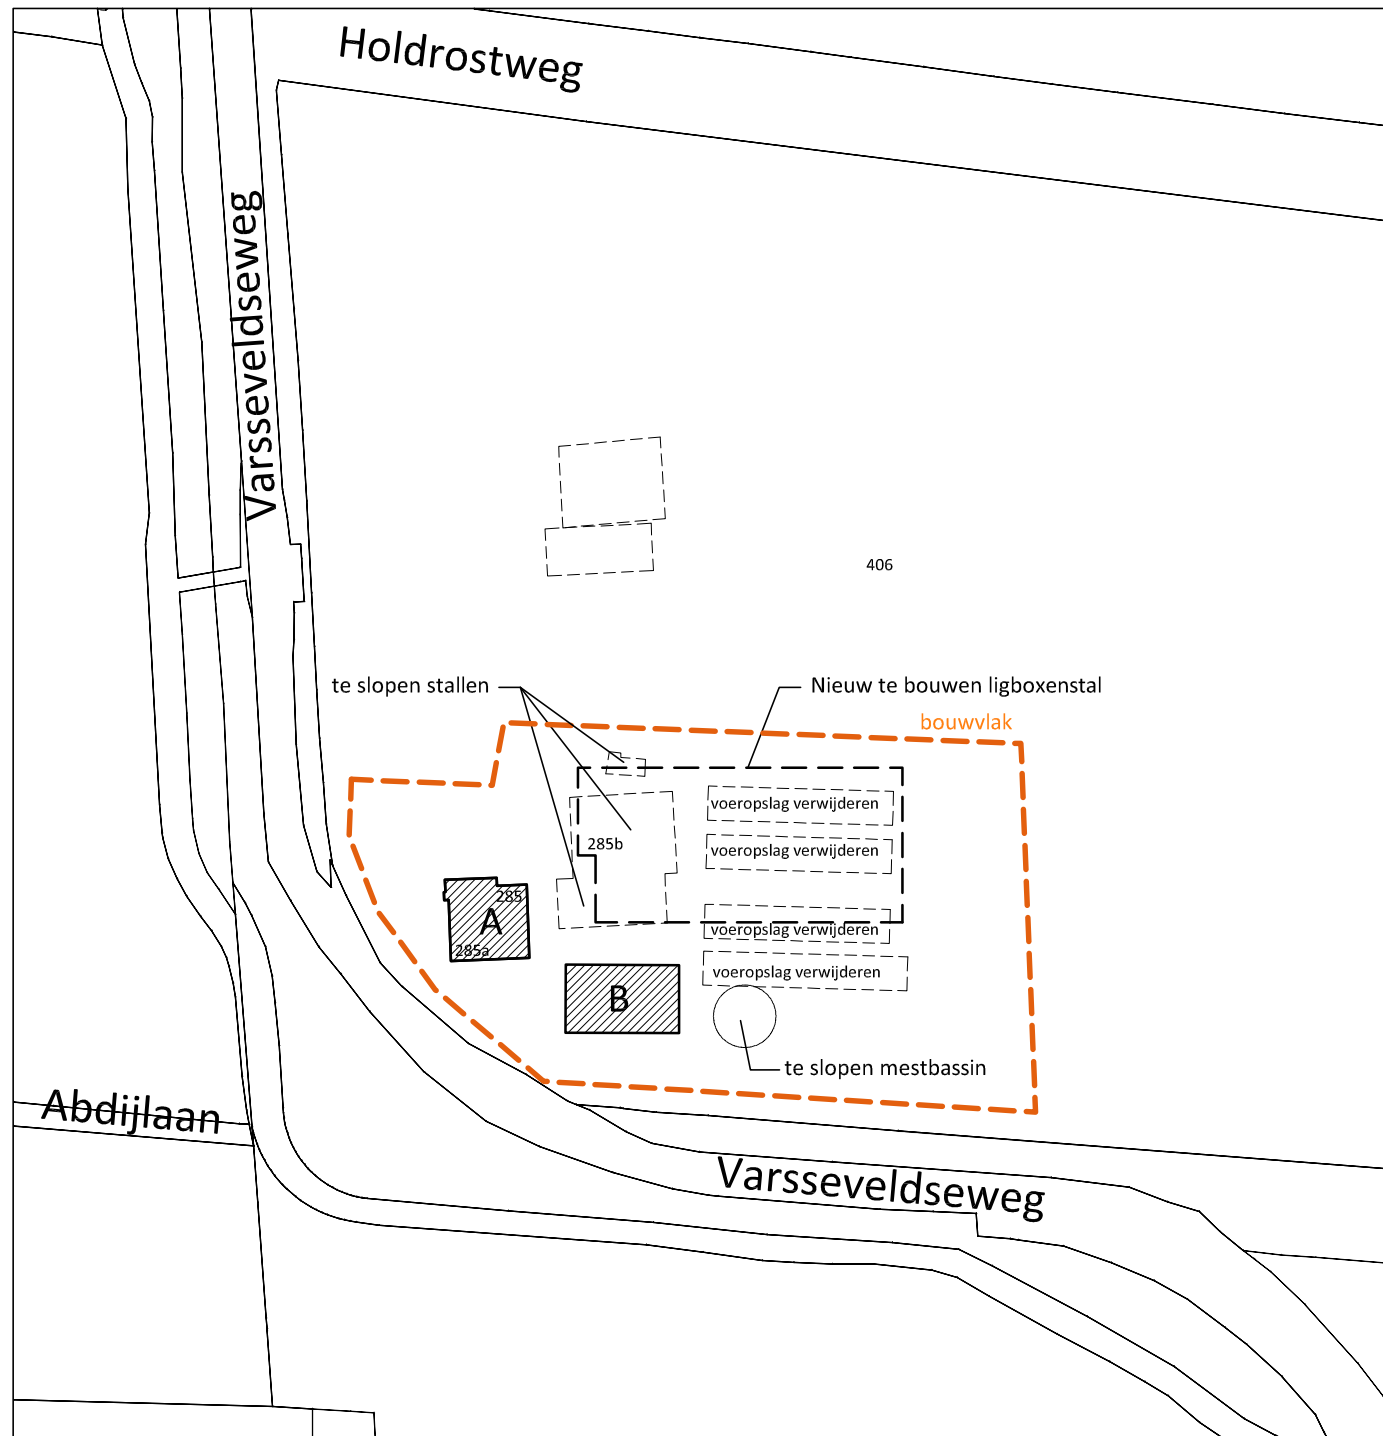 Holdrostweg
Varsseveldseweg
406
te slopen stallen
Nieuw te bouwen ligboxenstal
bouwvlak
voeropslag verwijderen
285b
voeropslag verwijderen
285
A
285a
voeropslag verwijderen
voeropslag verwijderen
B
te slopen mestbassin
Abdijlaan
Varsseveldseweg